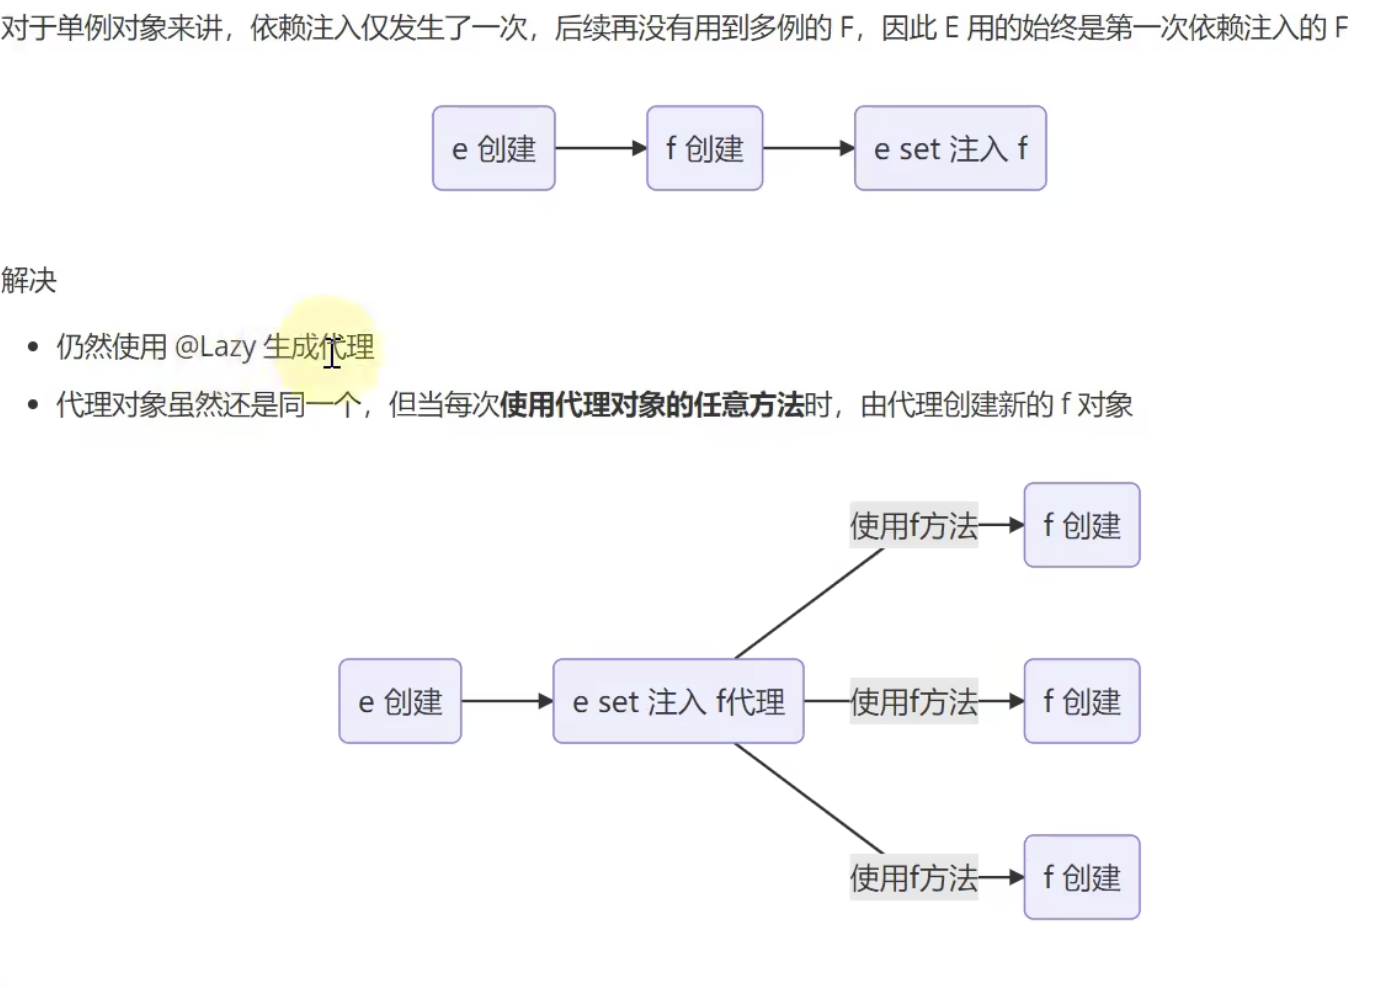 对于单例对象来讲，依赖注入仅发生了一次，后续再没有用到多例的 F，因此 E 用的始终是第一次依赖注入的 F
e 创建
f 创建
e set 注入 f
解决
仍然使用 @Lazy 生成代理
代理对象虽然还是同一个，但当每次使用代理对象的任意方法时，由代理创建新的 f 对象
使用f方法
f 创建
e 创建
e set 注入 f代理
使用f方法
f 创建
使用f方法
f 创建